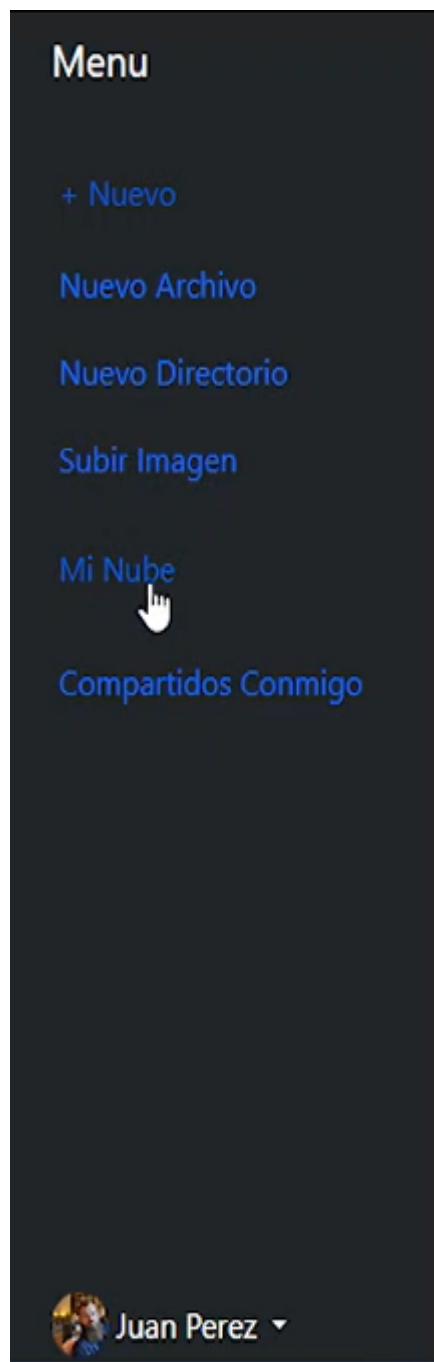 Menu
+ Nuevo
Nuevo Archivo
Nuevo Directorio
Subir Imagen
Mi Nube
Compartidos Conmigo
Juan Perez